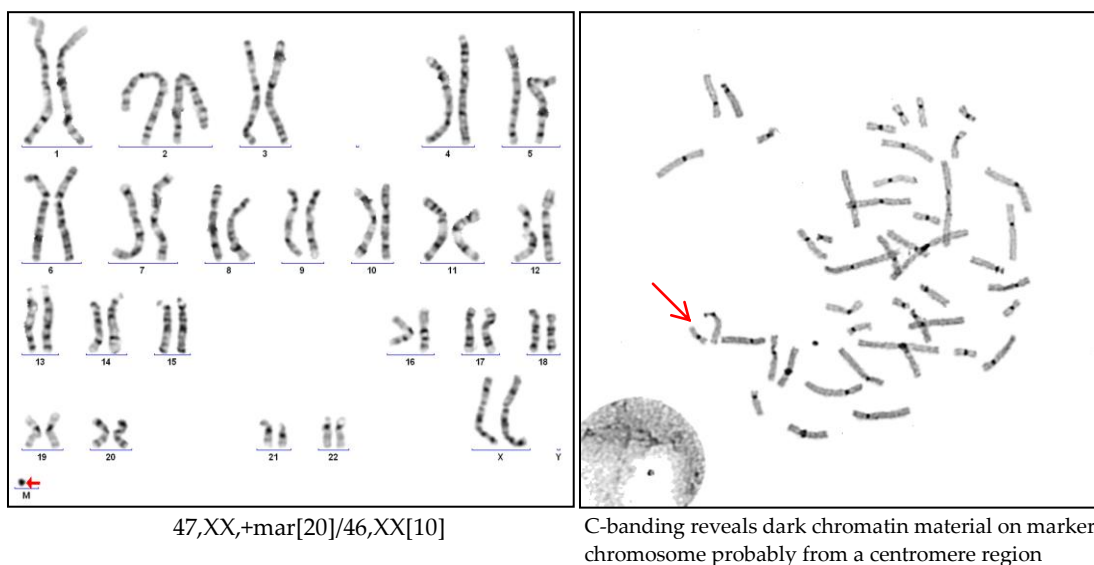 1 2 3 4 5
6 7 8 9 10 11 12
13 14 15 16 17 18
19 20 21 22 X Y
M
47,XX,+mar[20]/46,XX[10]
C-banding reveals dark chromatin material on marker
chromosome probably from a centromere region